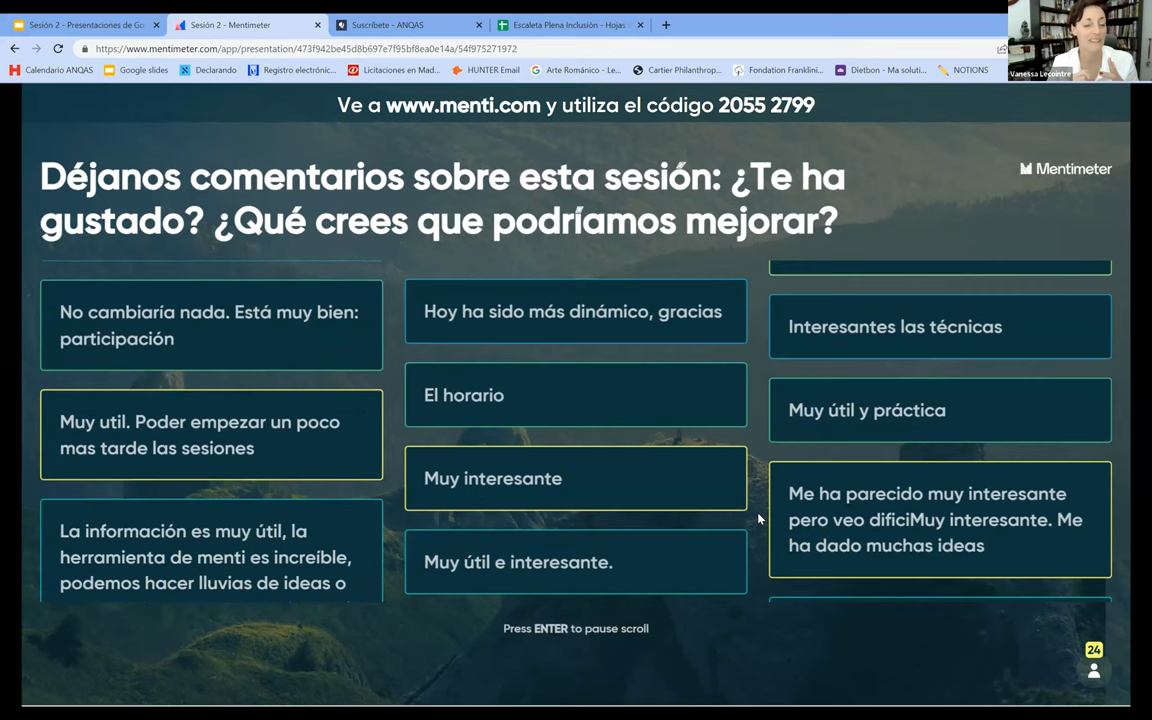 Sesión 2 - Presentaciones de Go
Sesión 2 - Mentimeter
Suscríbete - ANQAS
Escaleta Plena Inclusión - Hojas
https://www.mentimeter.com/app/presentation/473f942be45d8b697e7f95bf8ea0e14a/54f975271972
Calendario ANQAS
Google slides
Declarando
Registro electrónic...
Licitaciones en Mad...
HUNTER Email
Arte Románico - Le...
Cartier Philanthrop...
Fondation Franklini...
Dietbon - Ma soluti...
NOTIONS
Vanessa Lecointre
Ve a www.menti.com y utiliza el código 2055 2799
Déjanos comentarios sobre esta sesión: ¿Te ha
gustado? ¿Qué crees que podríamos mejorar?
Mentimeter
No cambiaría nada. Está muy bien:
participación
Muy util. Poder empezar un poco
mas tarde las sesiones
La información es muy útil, la
herramienta de menti es increíble,
podemos hacer lluvias de ideas o
Hoy ha sido más dinámico, gracias
El horario
Muy interesante
Muy útil e interesante.
Interesantes las técnicas
Muy útil y práctica
Me ha parecido muy interesante
pero veo dificiMuy interesante. Me
ha dado muchas ideas
Press ENTER to pause scroll
24